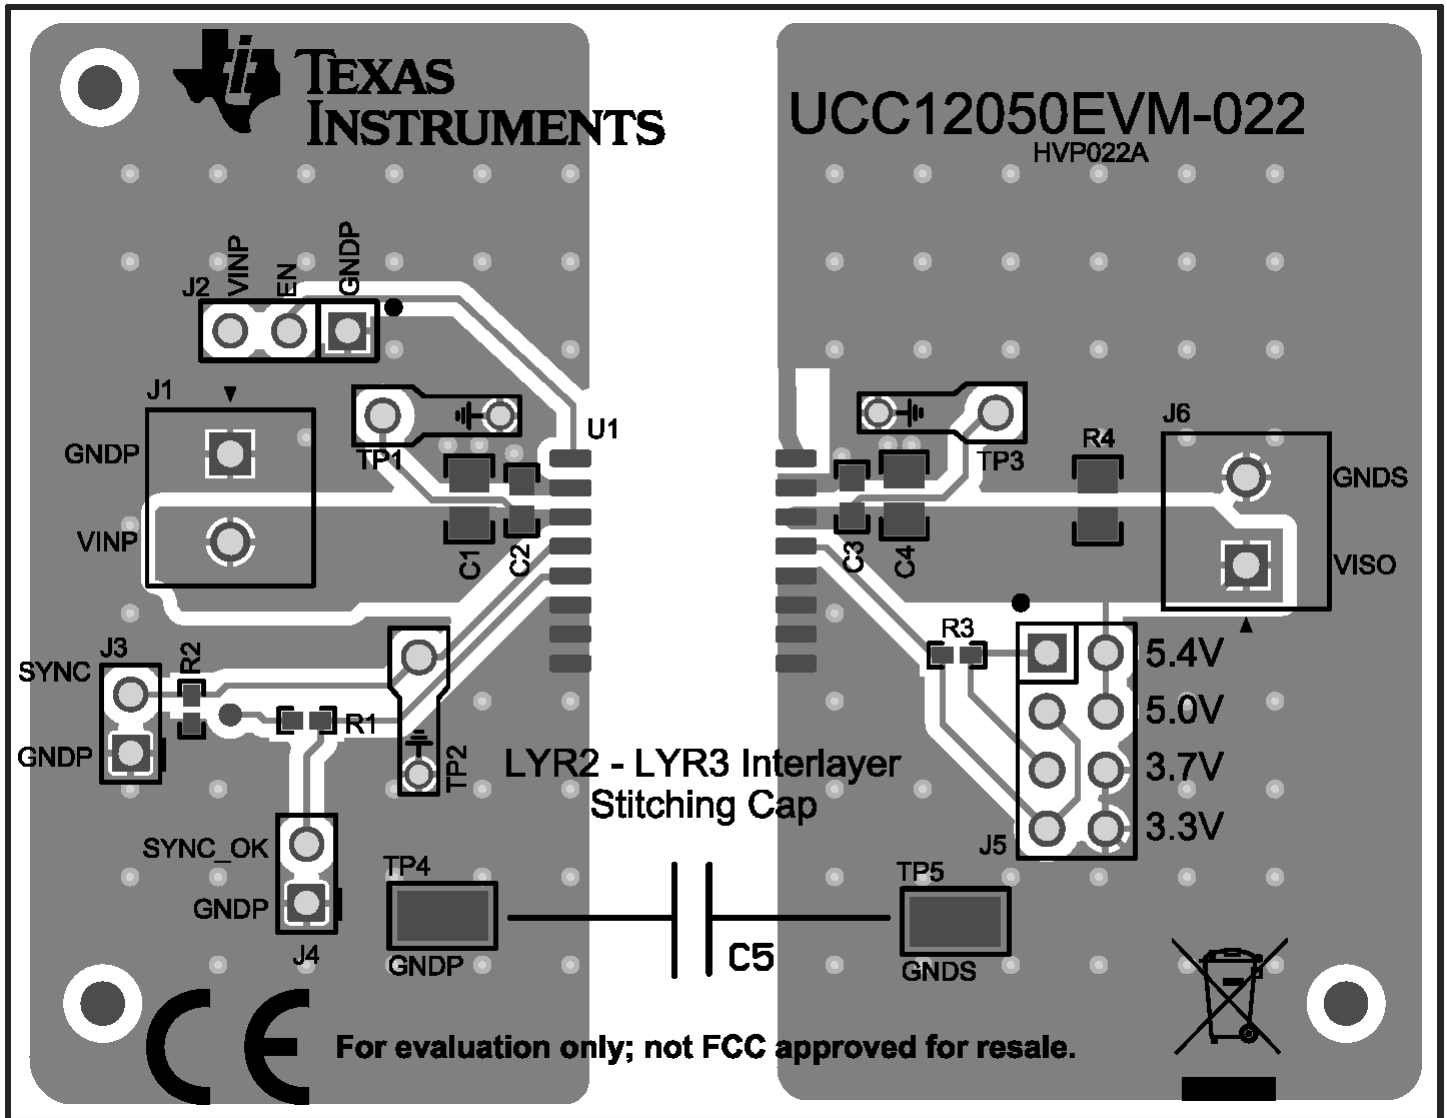 TEXAS
INSTRUMENTS
UCC12050EVM-022
HVP022A
J2
VINP
EN
GNDP
J1
GNDP
VINP
TP1
C1
C2
U1
TP3
C3
C4
R4
J6
GNDS
VISO
J3
SYNC
GNDP
R2
R1
TP2
R3
5.4V
5.0V
3.7V
3.3V
J5
LYR2 - LYR3 Interlayer
Stitching Cap
SYNC_OK
GNDP
J4
TP4
GNDP
C5
TP5
GNDS
CE
For evaluation only; not FCC approved for resale.